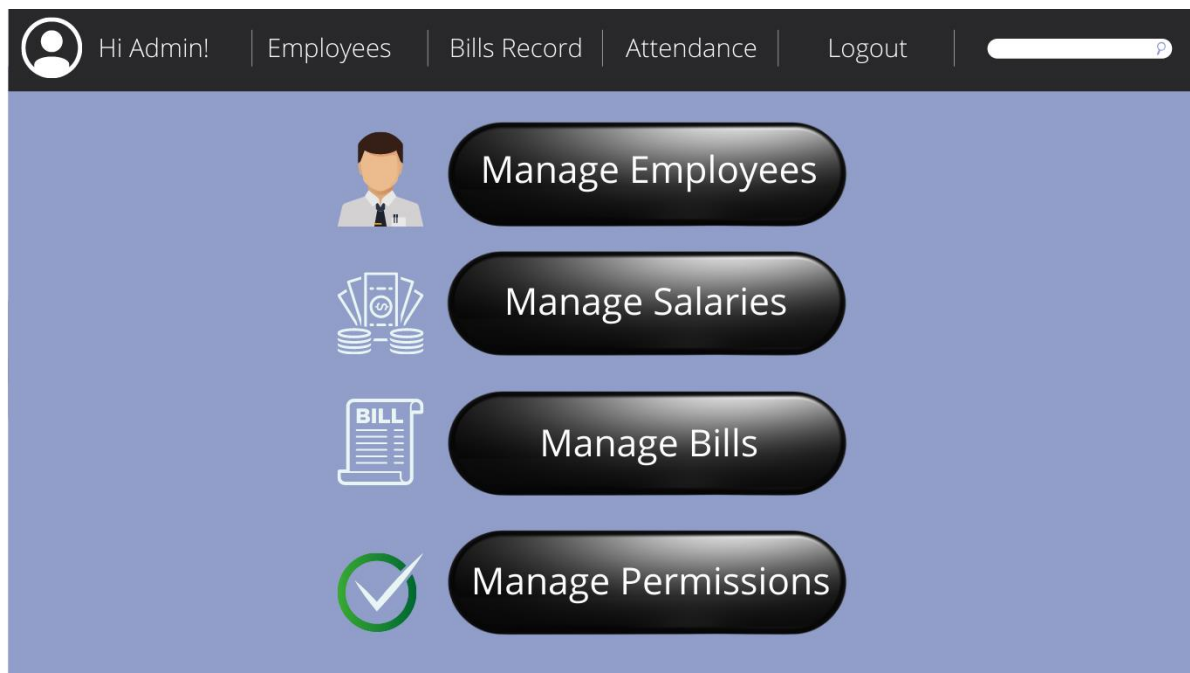 Hi Admin!
Employees
Bills Record
Attendance
Logout
Manage Employees
Manage Salaries
BILL
Manage Bills
Manage Permissions